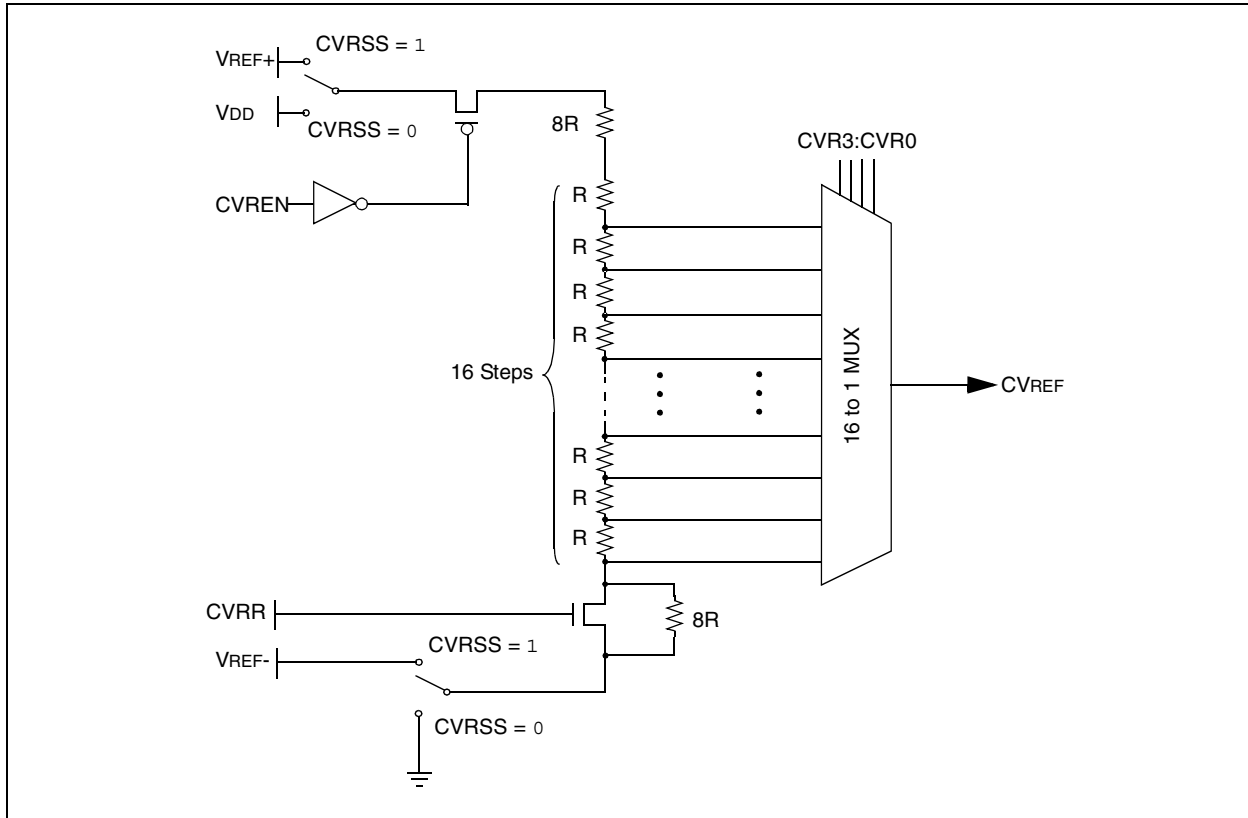 CVRSS = 1
VREF+
VDD
CVRSS = 0
8R
CVR3:CVR0
CVREN
R
R
R
R
16 Steps
16 to 1 MUX
CVREF
R
R
R
CVRR
8R
CVRSS = 1
VREF-
CVRSS = 0